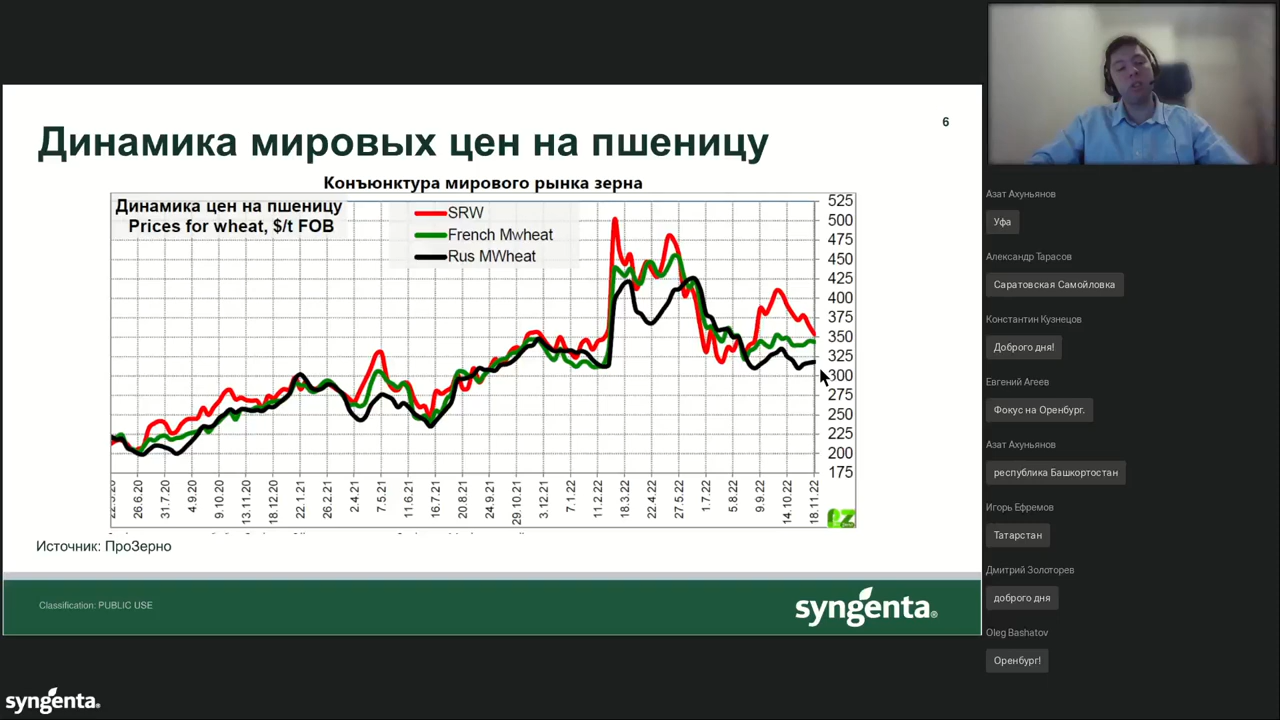 Динамика мировых цен на пшеницу
6
Конъюнктура мирового рынка зерна
Динамика цен на пшеницу
Prices for wheat, $/t FOB
SRW
French Mwheat
Rus MWheat
525
500
475
450
425
400
375
350
325
300
275
250
225
200
175
26.6.20
31.7.20
4.9.20
9.10.20
13.11.20
18.12.20
22.1.21
26.2.21
2.4.21
7.5.21
11.6.21
16.7.21
20.8.21
24.9.21
29.10.21
3.12.21
7.1.22
11.2.22
18.3.22
22.4.22
27.5.22
1.7.22
5.8.22
9.9.22
14.10.22
18.11.22
Источник: ПроЗерно
Classification: PUBLIC USE
syngenta®
syngenta.
Азат Ахуньянов
Уфа
Александр Тарасов
Саратовская Самойловка
Константин Кузнецов
Доброго дня!
Евгений Агеев
Фокус на Оренбург.
Азат Ахуньянов
республика Башкортостан
Игорь Ефремов
Татарстан
Дмитрий Золоторев
доброго дня
Oleg Bashatov
Оренбург!